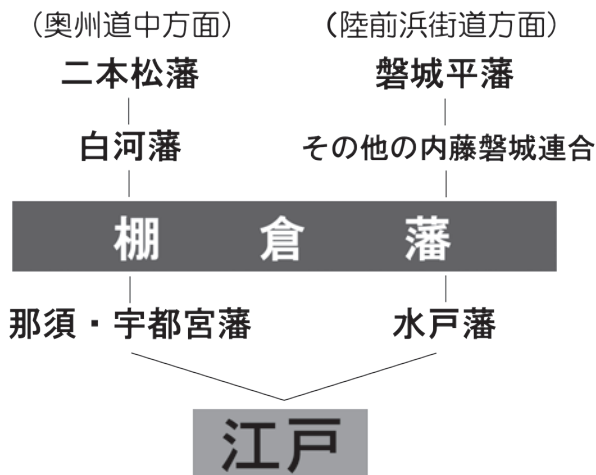 (奥州道中方面) (陸前浜街道方面)
二本松藩 磐城平藩
白河藩 その他の内藤磐城連合
棚倉藩
那須・宇都宮藩 水戸藩
江戸